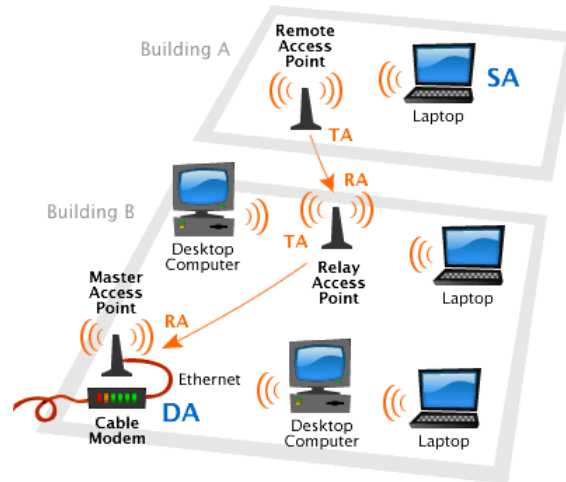 Building A
Remote
Access
Point
SA
Laptop
TA
RA
Building B
TA
Desktop
Computer
Relay
Access
Point
Laptop
Master
Access
Point
RA
Ethernet
DA
Cable
Modem
Desktop
Computer
Laptop